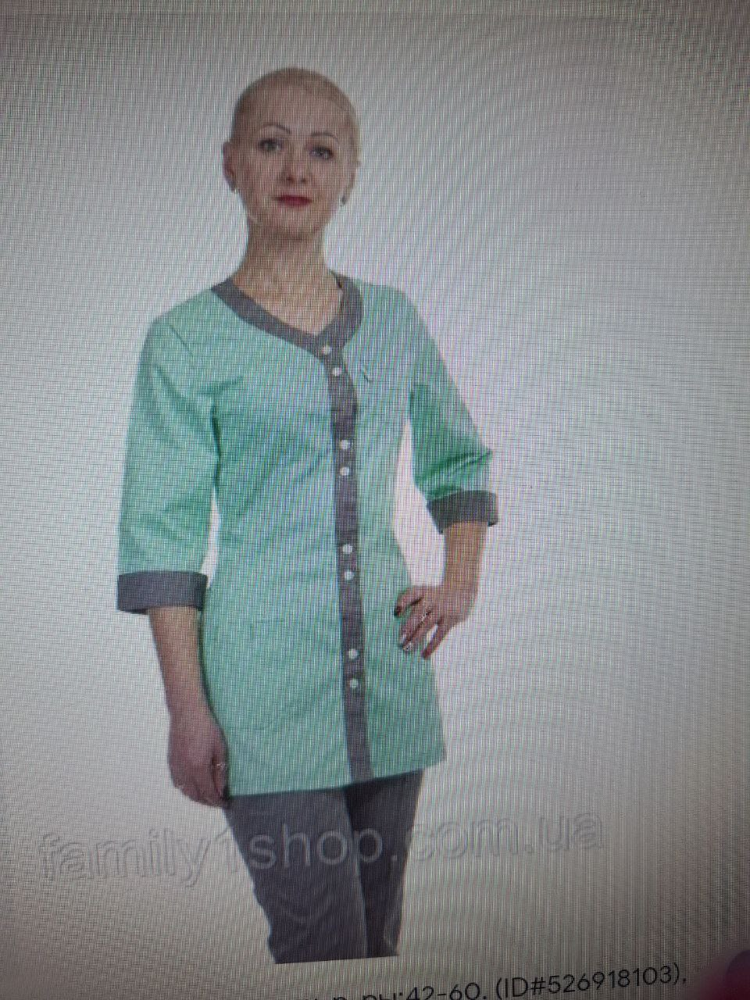 family1shop.com.ua
р-ры:42-60. (ID#526918103),